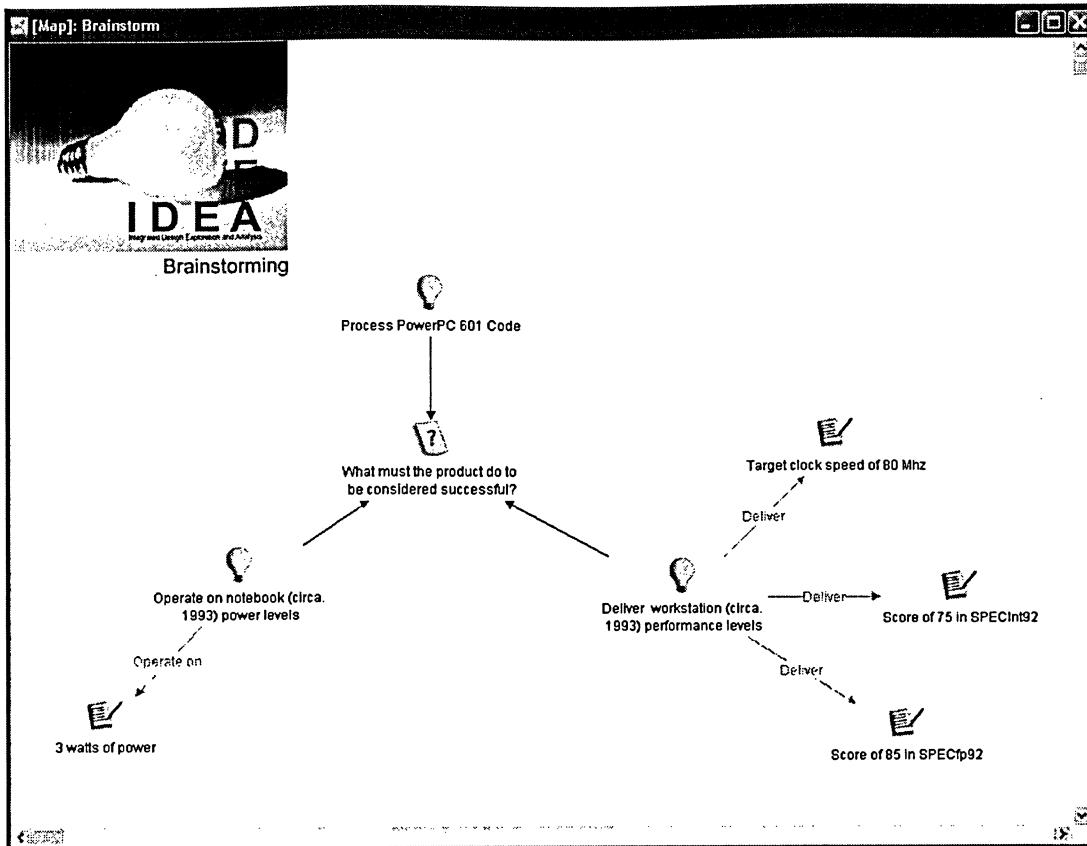 [Map]: Brainstorm
D
IDEA
Integrated Design Exploration and Analysis
Brainstorming
Process PowerPC 601 Code
What must the product do to
be considered successful?
Target clock speed of 80 Mhz
Deliver
Operate on notebook (circa.
1993) power levels
Deliver workstation (circa.
1993) performance levels
Deliver
Score of 75 in SPECInt92
Operate on
Deliver
3 watts of power
Score of 85 in SPECfp92